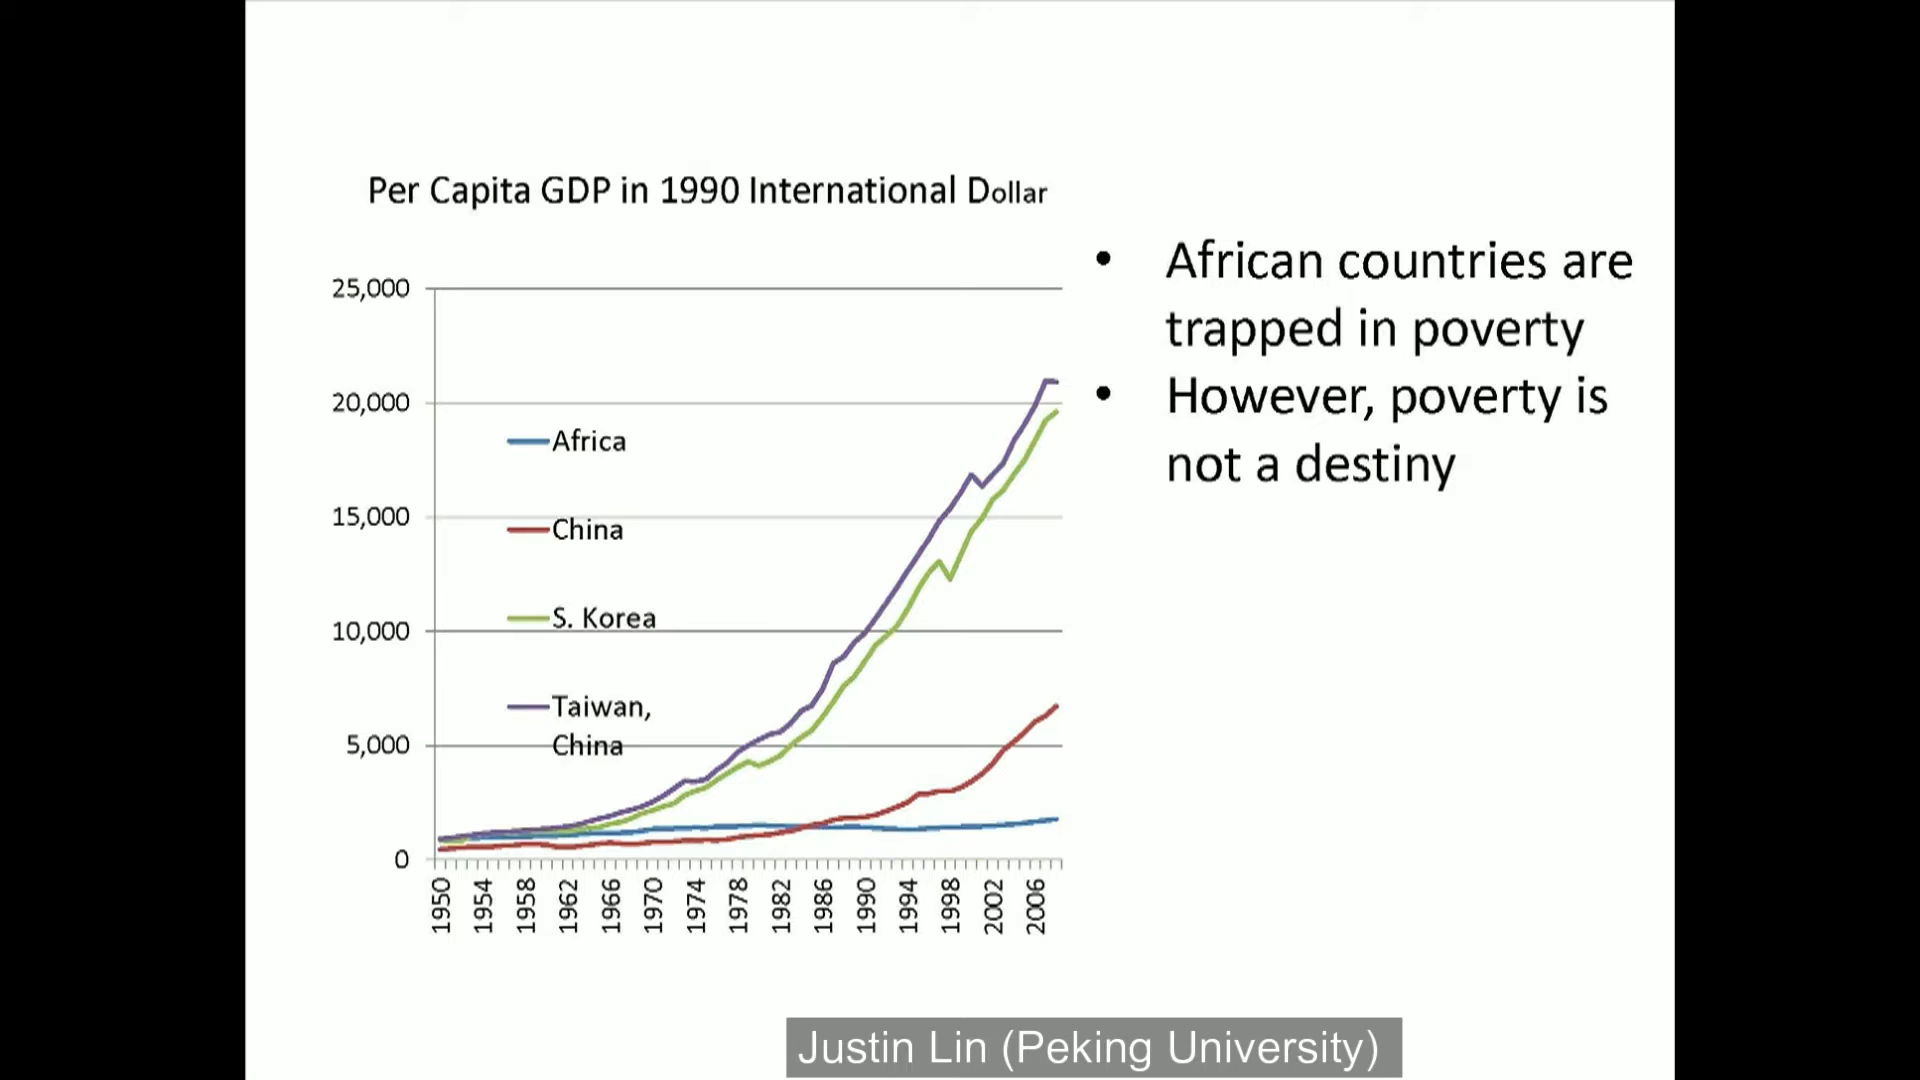 Per Capita GDP in 1990 International Dollar
25,000
20,000
15,000
10,000
5,000
0
Africa
China
S. Korea
Taiwan,
China
1950
1954
1958
1962
1966
1970
1974
1978
1982
1986
1990
1994
1998
2002
2006
• African countries are
trapped in poverty
• However, poverty is
not a destiny
Justin Lin (Peking University)